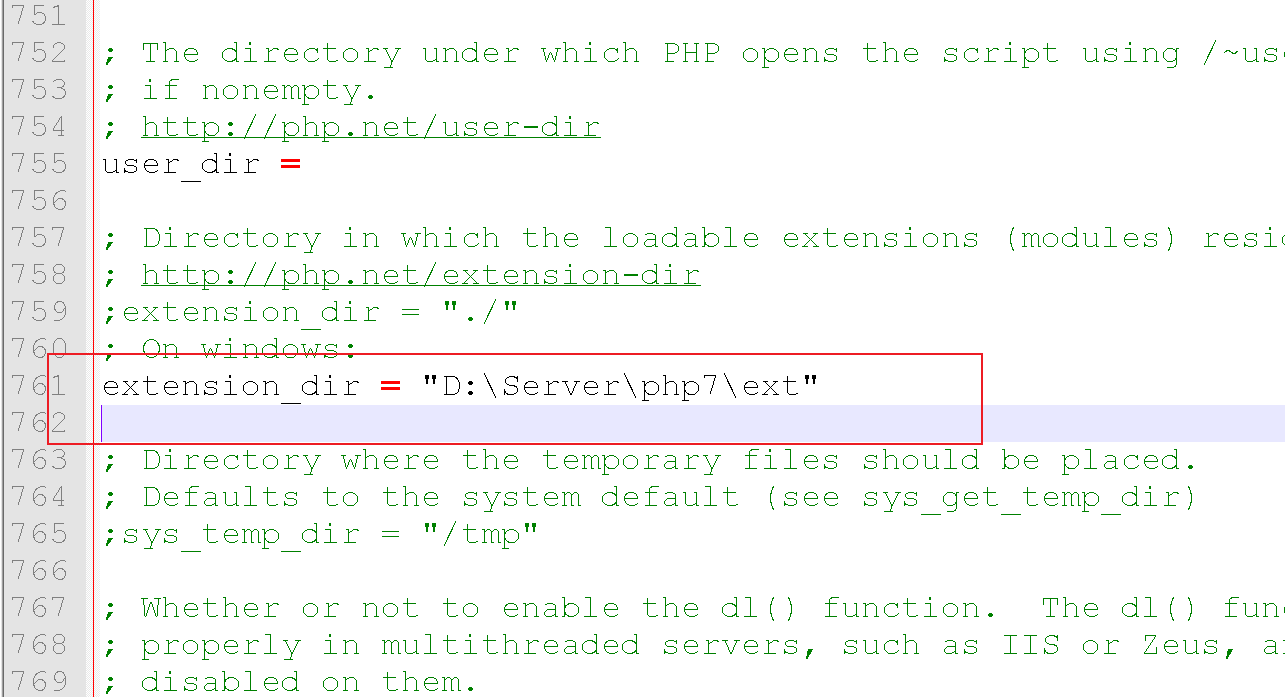 751
752 ; The directory under which PHP opens the script using /~us
753 ; if nonempty.
754 ; http://php.net/user-dir
755 user_dir =
756
757 ; Directory in which the loadable extensions (modules) resi
758 ; http://php.net/extension-dir
759 ;extension_dir = "./"
760 ; On windows:
761 extension_dir = "D:\Server\php7\ext"
762
763 ; Directory where the temporary files should be placed.
764 ; Defaults to the system default (see sys_get_temp_dir)
765 ;sys_temp_dir = "/tmp"
766
767 ; Whether or not to enable the dl() function.  The dl() fun
768 ; properly in multithreaded servers, such as IIS or Zeus, a
769 ; disabled on them.